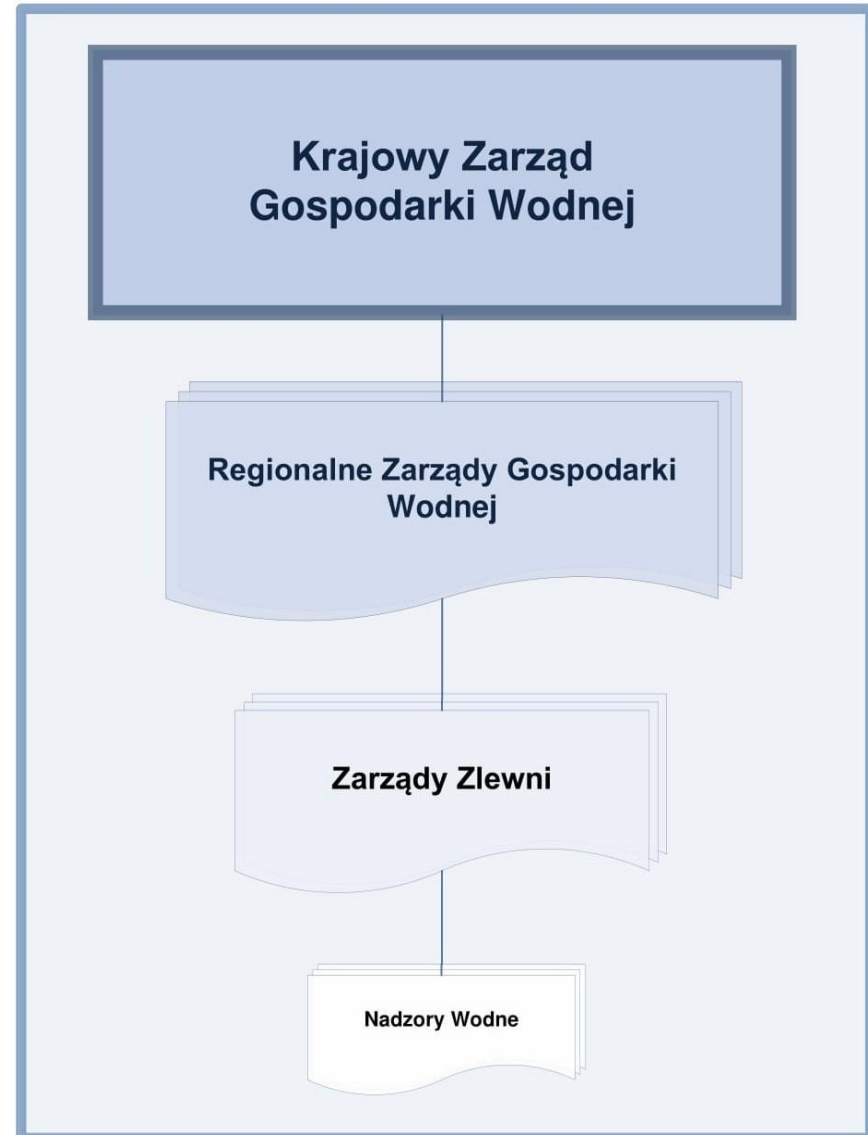 Krajowy Zarząd
Gospodarki Wodnej
Regionalne Zarządy Gospodarki
Wodnej
Zarządy Zlewni
Nadzory Wodne